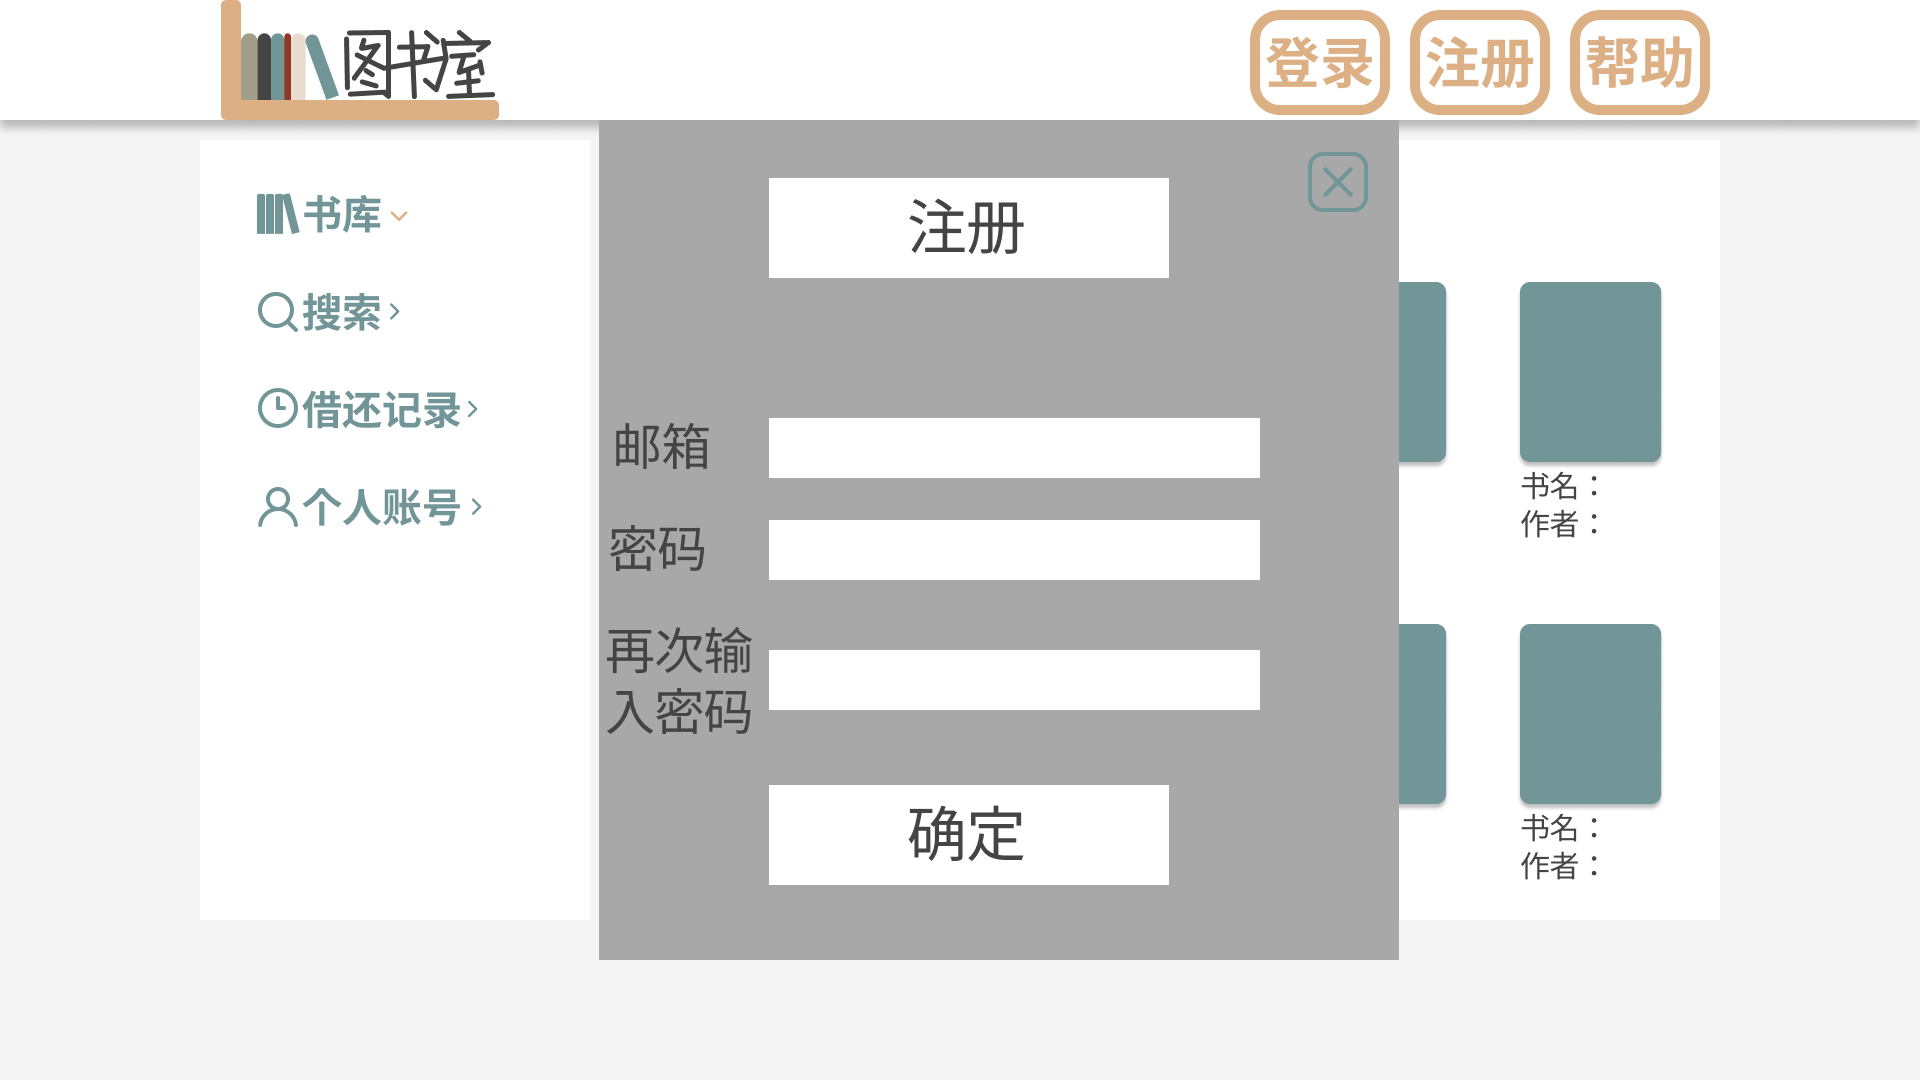 图书室
登录
注册
帮助
书库
搜索
借还记录
个人账号
注册
邮箱
密码
再次输
入密码
确定
书名：
作者：
书名：
作者：